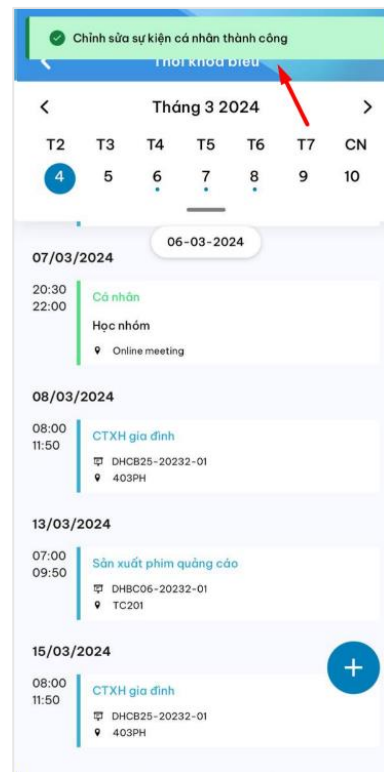 Chỉnh sửa sự kiện cá nhân thành công
Thời khoá biểu
Tháng 3 2024
T2 T3 T4 T5 T6 T7 CN
4 5 6 7 8 9 10
06-03-2024
07/03/2024
20:30
22:00
Cá nhân
Học nhóm
Online meeting
08/03/2024
08:00
11:50
CTXH gia đình
DHCB25-20232-01
403PH
13/03/2024
07:00
09:50
Sản xuất phim quảng cáo
DHBC06-20232-01
TC201
15/03/2024
08:00
11:50
CTXH gia đình
DHCB25-20232-01
403PH